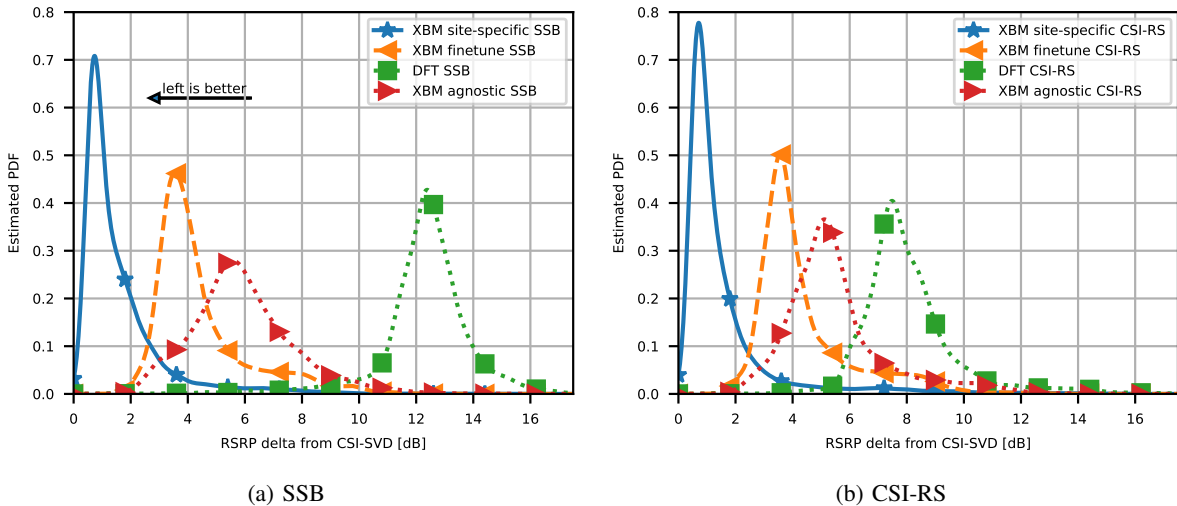 XBM site-specific SSB
XBM finetune SSB
DFT SSB
XBM agnostic SSB
left is better
Estimated PDF
0.8
0.7
0.6
0.5
0.4
0.3
0.2
0.1
0.0
0 2 4 6 8 10 12 14 16
RSRP delta from CSI-SVD [dB]
(a) SSB
XBM site-specific CSI-RS
XBM finetune CSI-RS
DFT CSI-RS
XBM agnostic CSI-RS
Estimated PDF
0.8
0.7
0.6
0.5
0.4
0.3
0.2
0.1
0.0
0 2 4 6 8 10 12 14 16
RSRP delta from CSI-SVD [dB]
(b) CSI-RS